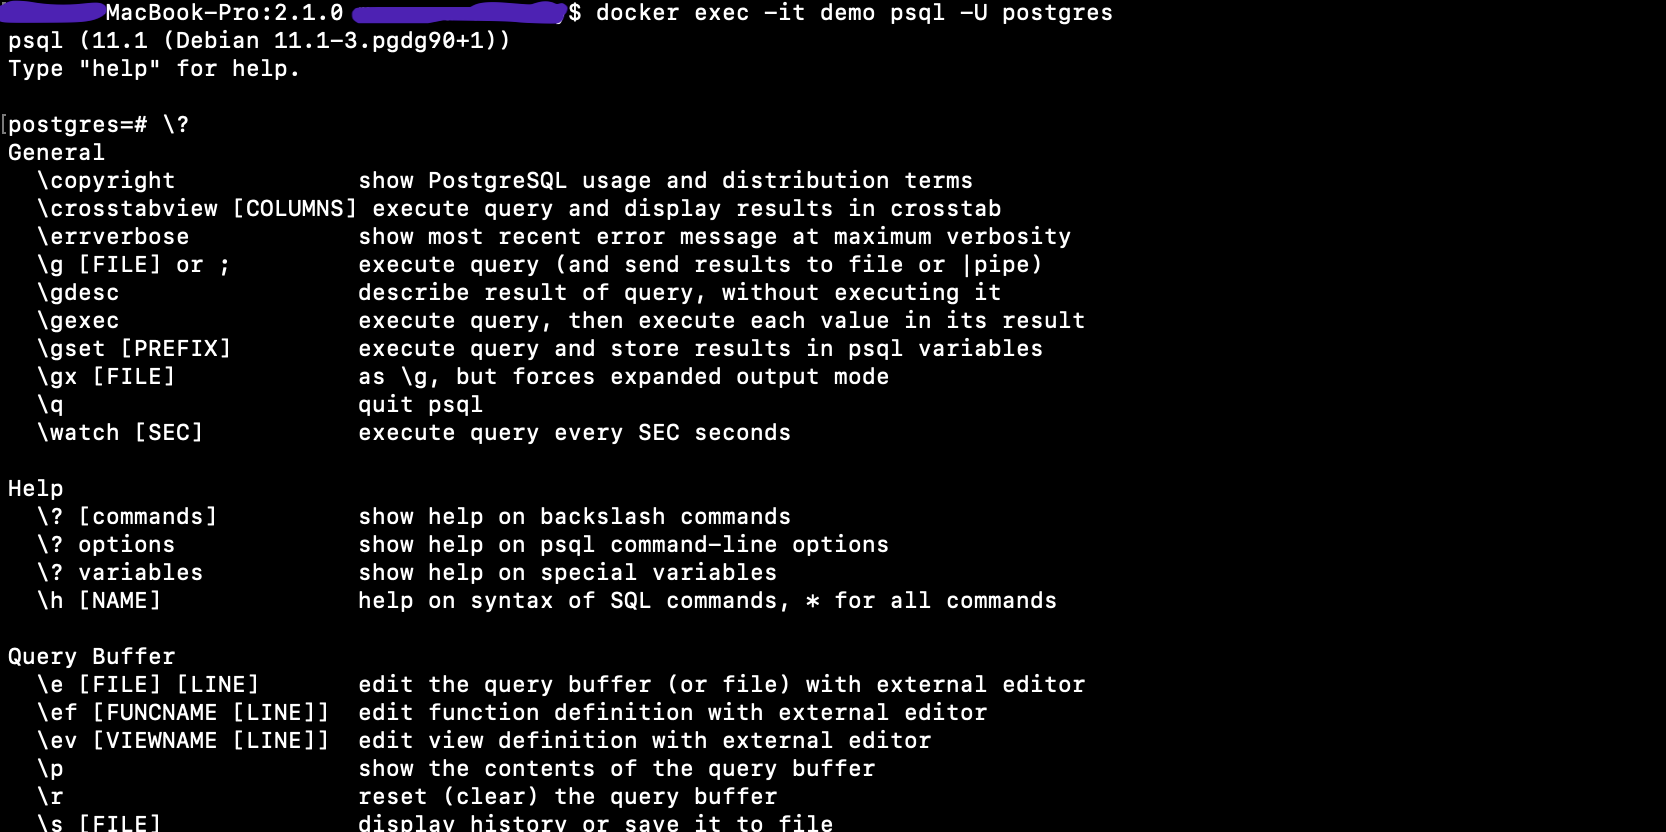 MacBook-Pro:2.1.0 $ docker exec -it demo psql -U postgres
psql (11.1 (Debian 11.1-3.pgdg90+1))
Type "help" for help.
[postgres=# \?
General
  \copyright             show PostgreSQL usage and distribution terms
  \crosstabview [COLUMNS] execute query and display results in crosstab
  \errverbose            show most recent error message at maximum verbosity
  \g [FILE] or ;         execute query (and send results to file or |pipe)
  \gdesc                 describe result of query, without executing it
  \gexec                 execute query, then execute each value in its result
  \gset [PREFIX]         execute query and store results in psql variables
  \gx [FILE]             as \g, but forces expanded output mode
  \q                     quit psql
  \watch [SEC]           execute query every SEC seconds
Help
  \? [commands]          show help on backslash commands
  \? options             show help on psql command-line options
  \? variables           show help on special variables
  \h [NAME]              help on syntax of SQL commands, * for all commands
Query Buffer
  \e [FILE] [LINE]       edit the query buffer (or file) with external editor
  \ef [FUNCNAME [LINE]]  edit function definition with external editor
  \ev [VIEWNAME [LINE]]  edit view definition with external editor
  \p                     show the contents of the query buffer
  \r                     reset (clear) the query buffer
  \s [FILE]              display history or save it to file